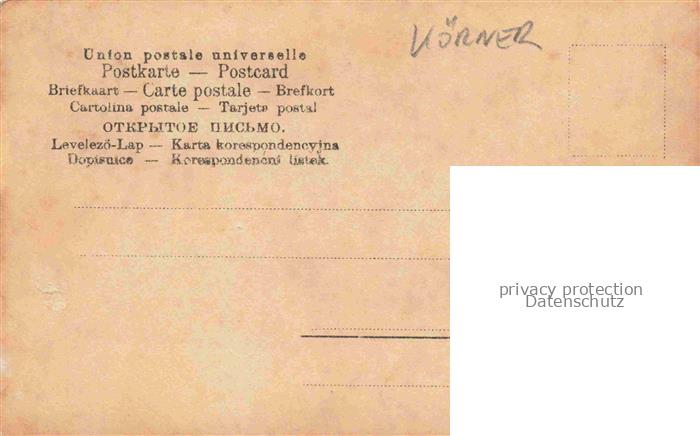 KÖRNER
Union postale universelle
Postkarte — Postcard
Briefkaart — Carte postale — Brefkort
Cartolina postale — Tarjeta postal
ОТКРЫТОЕ ПИСЬМО.
Levelező-Lap — Karta korespondencyjna
Dopisnice — Korespondenční lístek.
privacy protection
Datenschutz